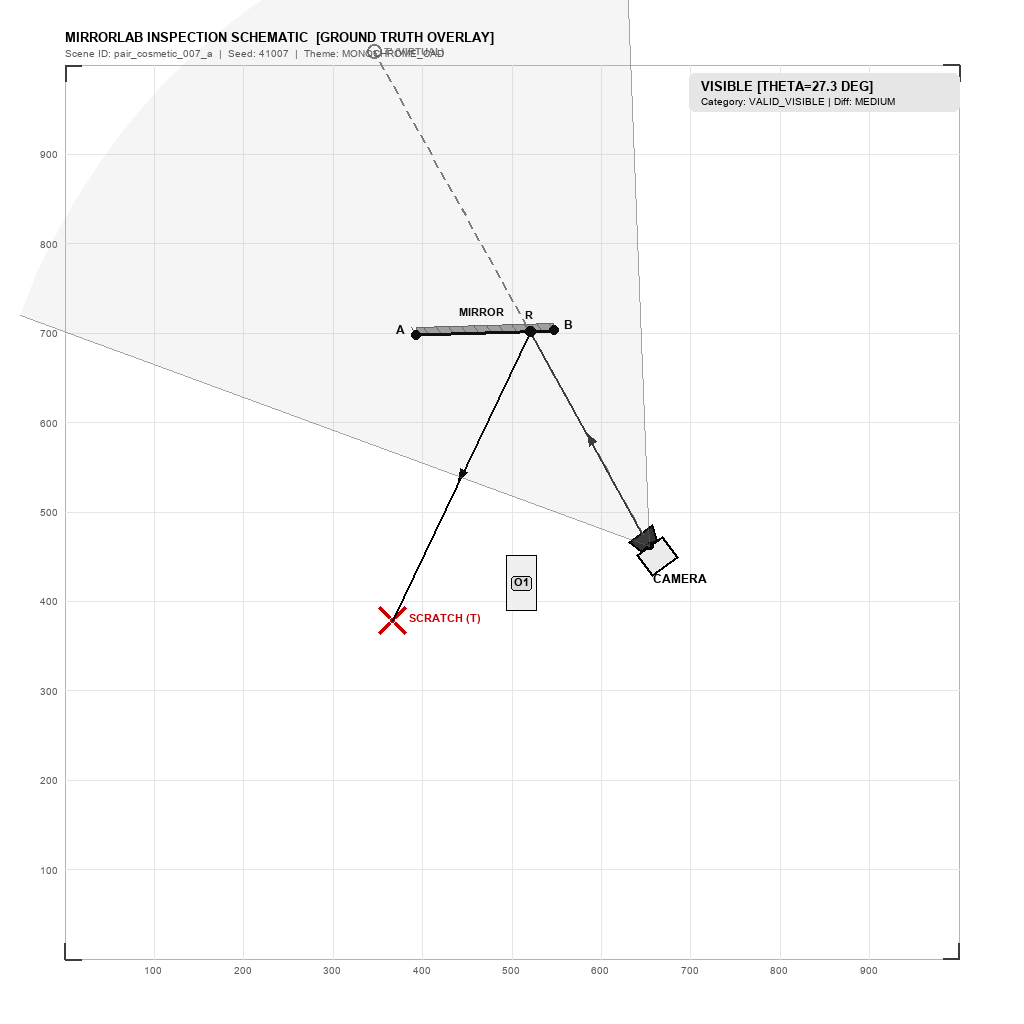 MIRRORLAB INSPECTION SCHEMATIC [GROUND TRUTH OVERLAY]
Scene ID: pair_cosmetic_007_a | Seed: 41007 | Theme: MONOCHROME_CAD
(VIRTUAL)
VISIBLE [THETA=27.3 DEG]
Category: VALID_VISIBLE | Diff: MEDIUM
900
800
MIRROR
R
A
B
700
600
500
CAMERA
O1
400
SCRATCH (T)
300
200
100
100 200 300 400 500 600 700 800 900